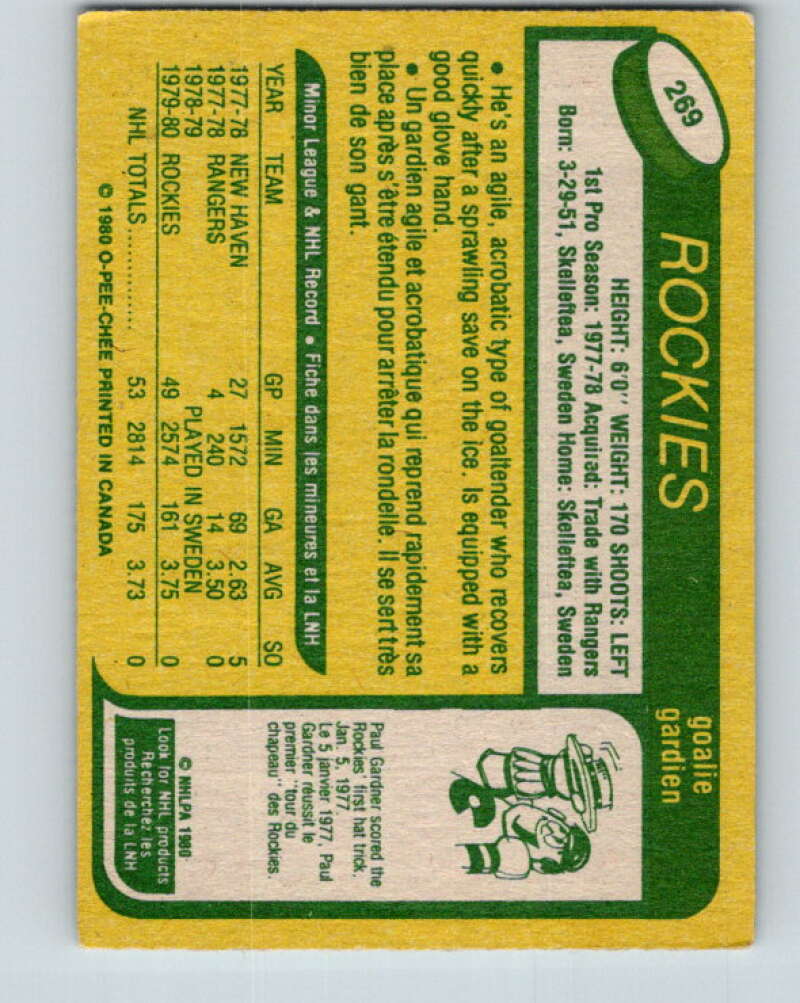 269
ROCKIES
goalie
gardien
HEIGHT: 6'0" WEIGHT: 170 SHOOTS: LEFT
1st Pro Season: 1977-78 Acquired: Trade with Rangers
Born: 3-29-51, Skelleftea, Sweden Home: Skelleftea, Sweden
• He's an agile, acrobatic type of goaltender who recovers
quickly after a sprawling save on the ice. Is equipped with a
good glove hand.
• Un gardien agile et acrobatique qui reprend rapidement sa
place après s'être étendu pour arrêter la rondelle. Il se sert très
bien de son gant.
Minor League & NHL Record • Fiche dans les mineures et la LNH
YEAR TEAM GP MIN GA AVG SO
1977-78 NEW HAVEN 27 1572 69 2.63 5
1977-78 RANGERS 4 240 14 3.50 0
1978-79 PLAYED IN SWEDEN
1979-80 ROCKIES 49 2574 161 3.75 0
NHL TOTALS .............. 53 2814 175 3.73 0
© 1980 O-PEE-CHEE PRINTED IN CANADA
Paul Gardner scored the
Rockies' first hat trick,
Jan. 5, 1977.
Le 5 janvier 1977, Paul
Gardner réussit le
premier "tour du
chapeau" des Rockies.
© NHLPA 1980
Look for NHL products
Recherchez les
produits de la LNH